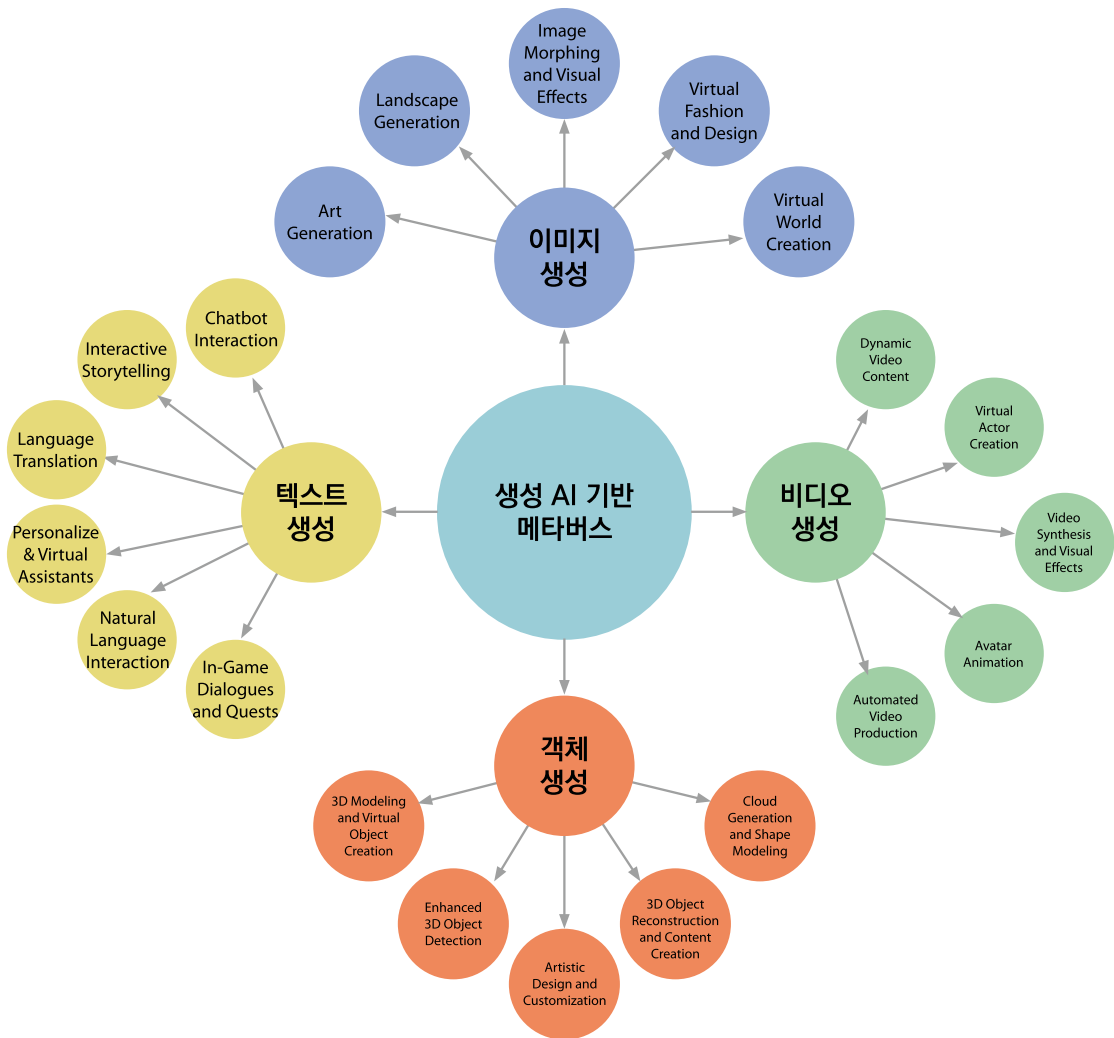 Image
Morphing
and Visual
Effects
Landscape
Generation
Virtual
Fashion
and Design
Art
Generation
Virtual
World
Creation
이미지
생성
Chatbot
Interaction
Interactive
Storytelling
Language
Translation
Personalize
& Virtual
Assistants
Natural
Language
Interaction
In-Game
Dialogues
and Quests
텍스트
생성
생성 AI 기반
메타버스
비디오
생성
Dynamic
Video
Content
Virtual
Actor
Creation
Video
Synthesis
and Visual
Effects
Avatar
Animation
Automated
Video
Production
객체
생성
3D Modeling
and Virtual
Object
Creation
Enhanced
3D Object
Detection
Artistic
Design and
Customization
3D Object
Reconstruction
and Content
Creation
Cloud
Generation
and Shape
Modeling